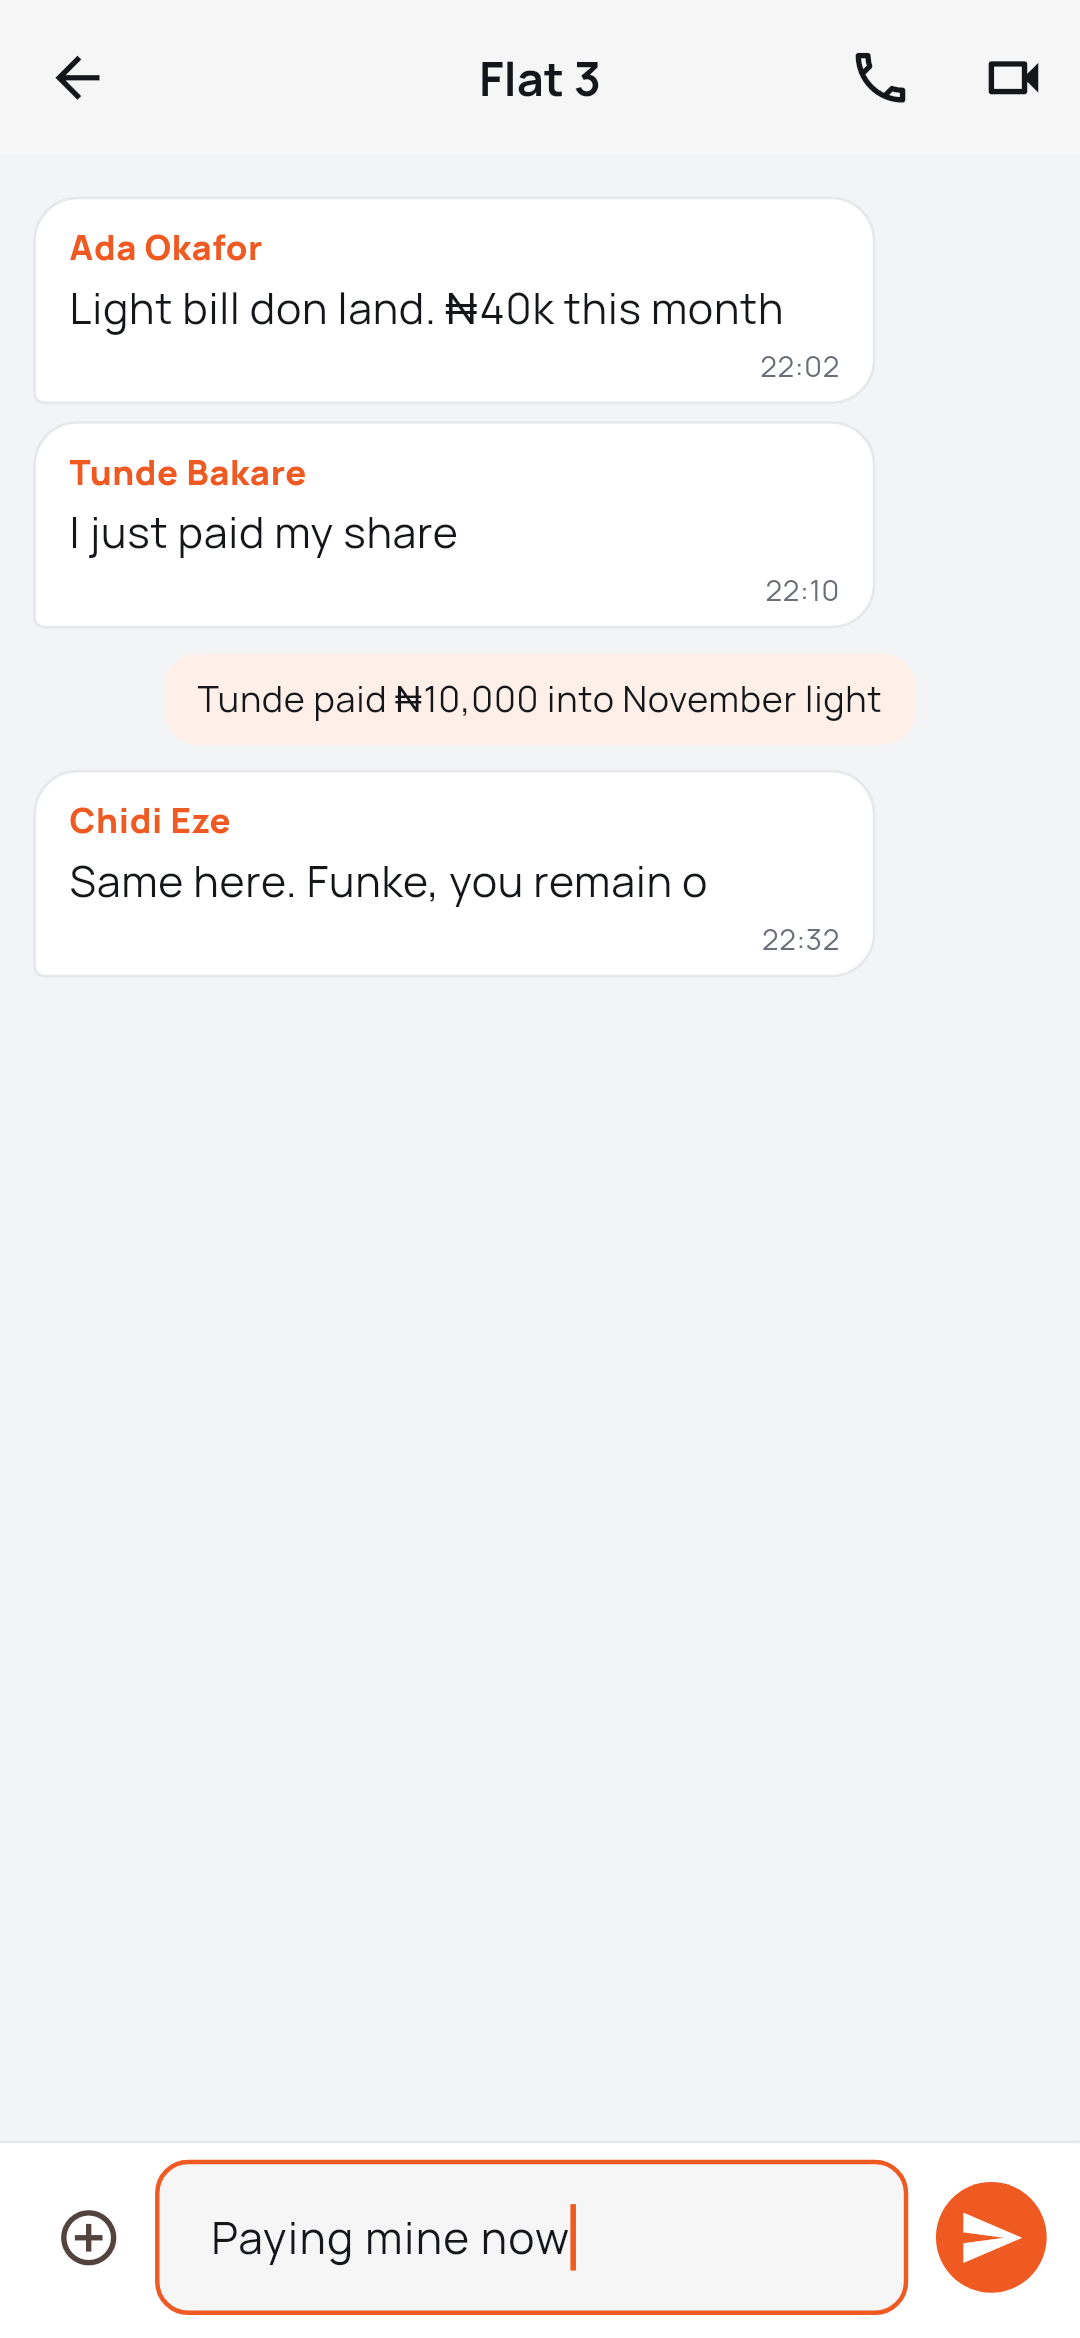 Flat 3
Ada Okafor
Light bill don land. ₦40k this month
22:02
Tunde Bakare
I just paid my share
22:10
Tunde paid ₦10,000 into November light
Chidi Eze
Same here. Funke, you remain o
22:32
Paying mine now